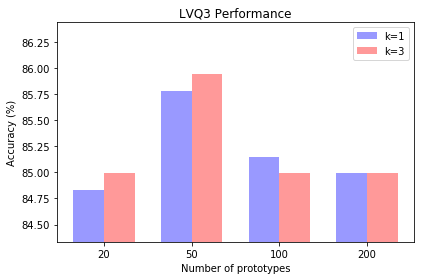 LVQ3 Performance
k=1
k=3
86.25
86.00
85.75
85.50
85.25
85.00
84.75
84.50
Accuracy (%)
20 50 100 200
Number of prototypes